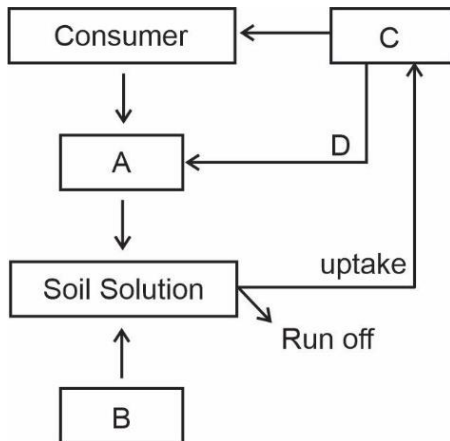 Consumer
C
D
A
uptake
Soil Solution
Run off
B